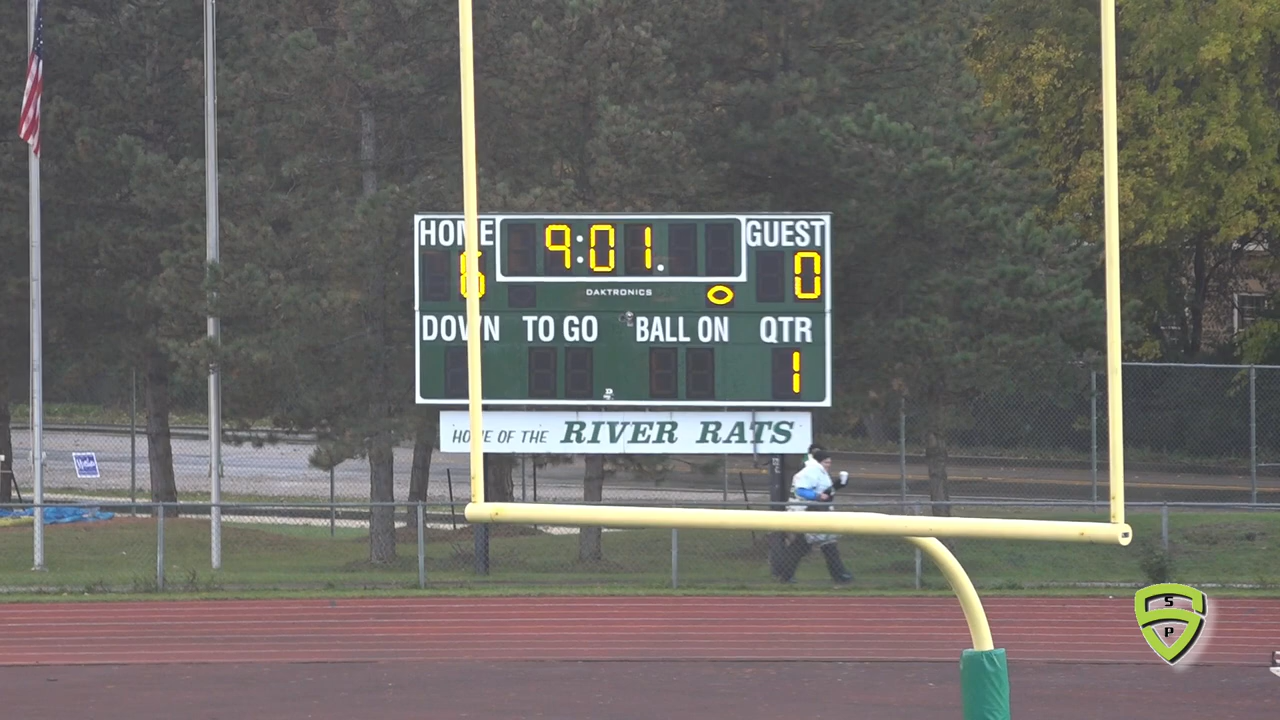 HOME 9:01. GUEST
6 0
DAKTRONICS
DOWN TO GO BALL ON QTR
1
HOME OF THE RIVER RATS
S
P